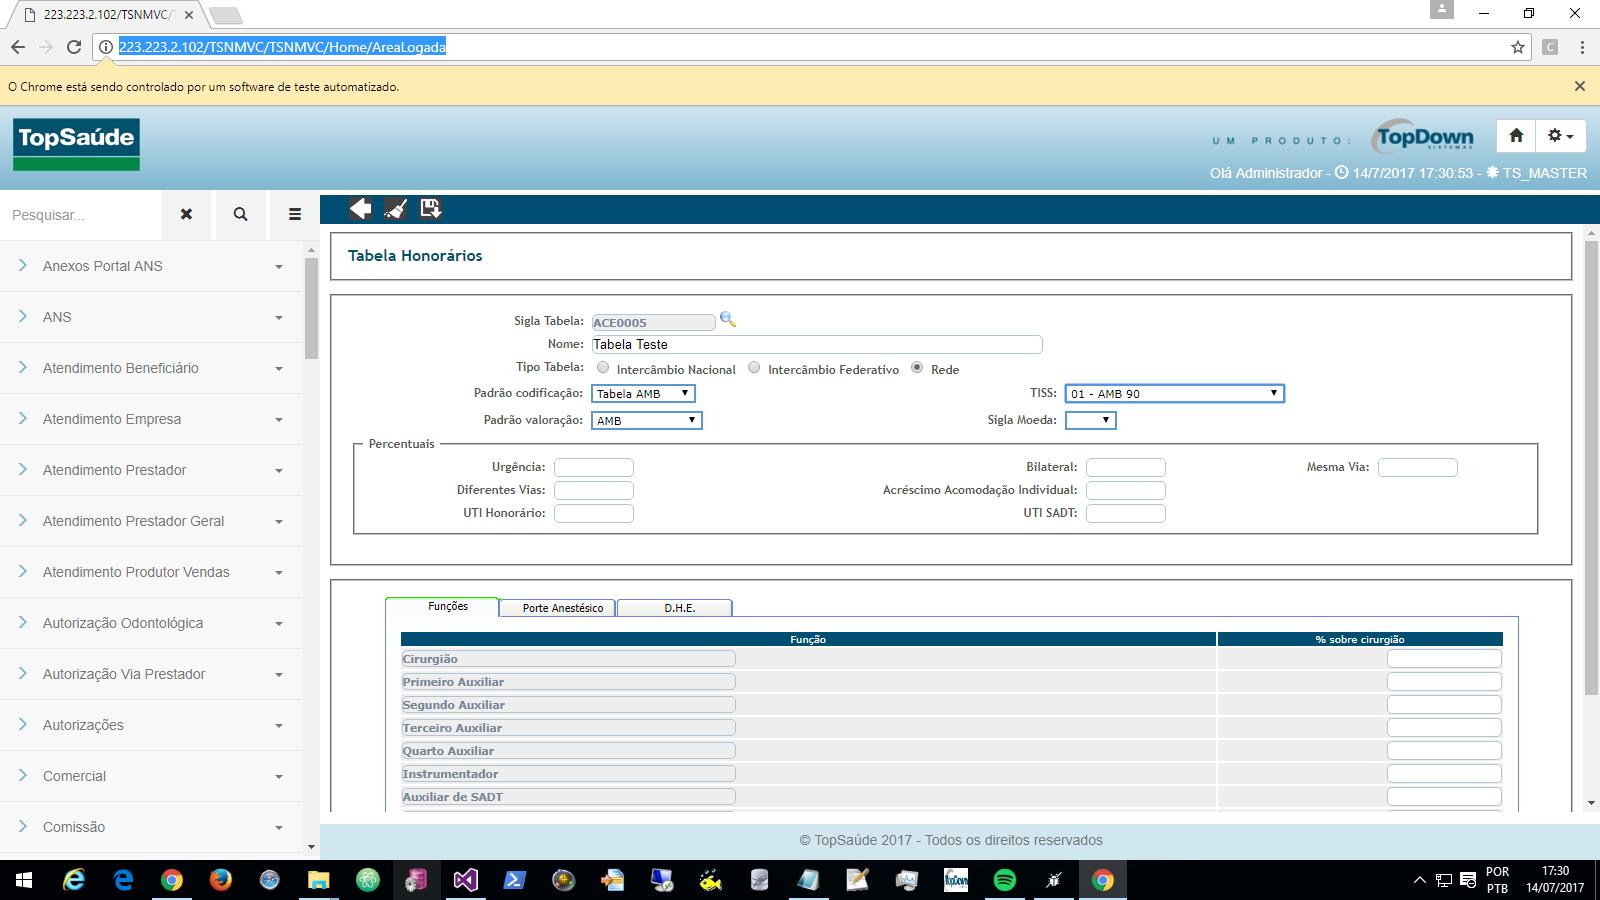 223.223.2.102/TSNMVC/T
223.223.2.102/TSNMVC/TSNMVC/Home/AreaLogada
O Chrome está sendo controlado por um software de teste automatizado.
TopSaúde
UM PRODUTO:
TopDown
SISTEMAS
Olá Administrador - 14/7/2017 17:30:53 - TS_MASTER
Pesquisar...
Anexos Portal ANS
ANS
Atendimento Beneficiário
Atendimento Empresa
Atendimento Prestador
Atendimento Prestador Geral
Atendimento Produtor Vendas
Autorização Odontológica
Autorização Via Prestador
Autorizações
Comercial
Comissão
Tabela Honorários
Sigla Tabela: ACE0005
Nome: Tabela Teste
Tipo Tabela: Intercâmbio Nacional Intercâmbio Federativo Rede
Padrão codificação: Tabela AMB TISS: 01 - AMB 90
Padrão valoração: AMB Sigla Moeda:
Percentuais
Urgência: Bilateral: Mesma Via:
Diferentes Vias: Acréscimo Acomodação Individual:
UTI Honorário: UTI SADT:
Funções Porte Anestésico D.H.E.
Função % sobre cirurgião
Cirurgião
Primeiro Auxiliar
Segundo Auxiliar
Terceiro Auxiliar
Quarto Auxiliar
Instrumentador
Auxiliar de SADT
© TopSaúde 2017 - Todos os direitos reservados
TopDown
POR
PTB
17:30
14/07/2017